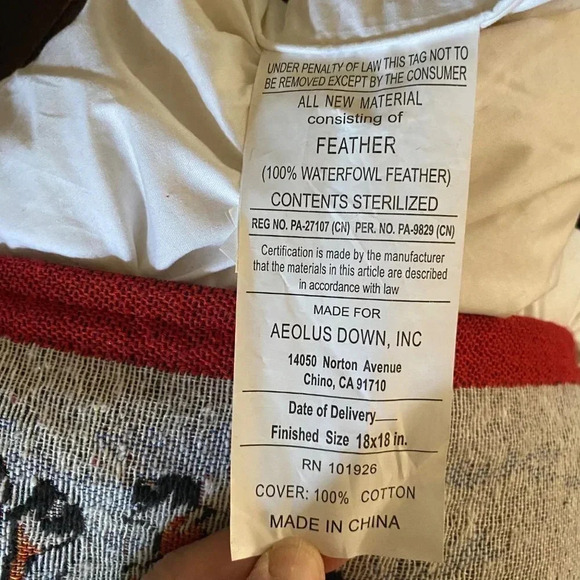 UNDER PENALTY OF LAW THIS TAG NOT TO
BE REMOVED EXCEPT BY THE CONSUMER
ALL NEW MATERIAL
consisting of
FEATHER
(100% WATERFOWL FEATHER)
CONTENTS STERILIZED
REG NO. PA-27107 (CN) PER. NO. PA-9829 (CN)
Certification is made by the manufacturer
that the materials in this article are described
in accordance with law
MADE FOR
AEOLUS DOWN, INC
14050 Norton Avenue
Chino, CA 91710
Date of Delivery
Finished Size 18x18 in.
RN 101926
COVER: 100% COTTON
MADE IN CHINA